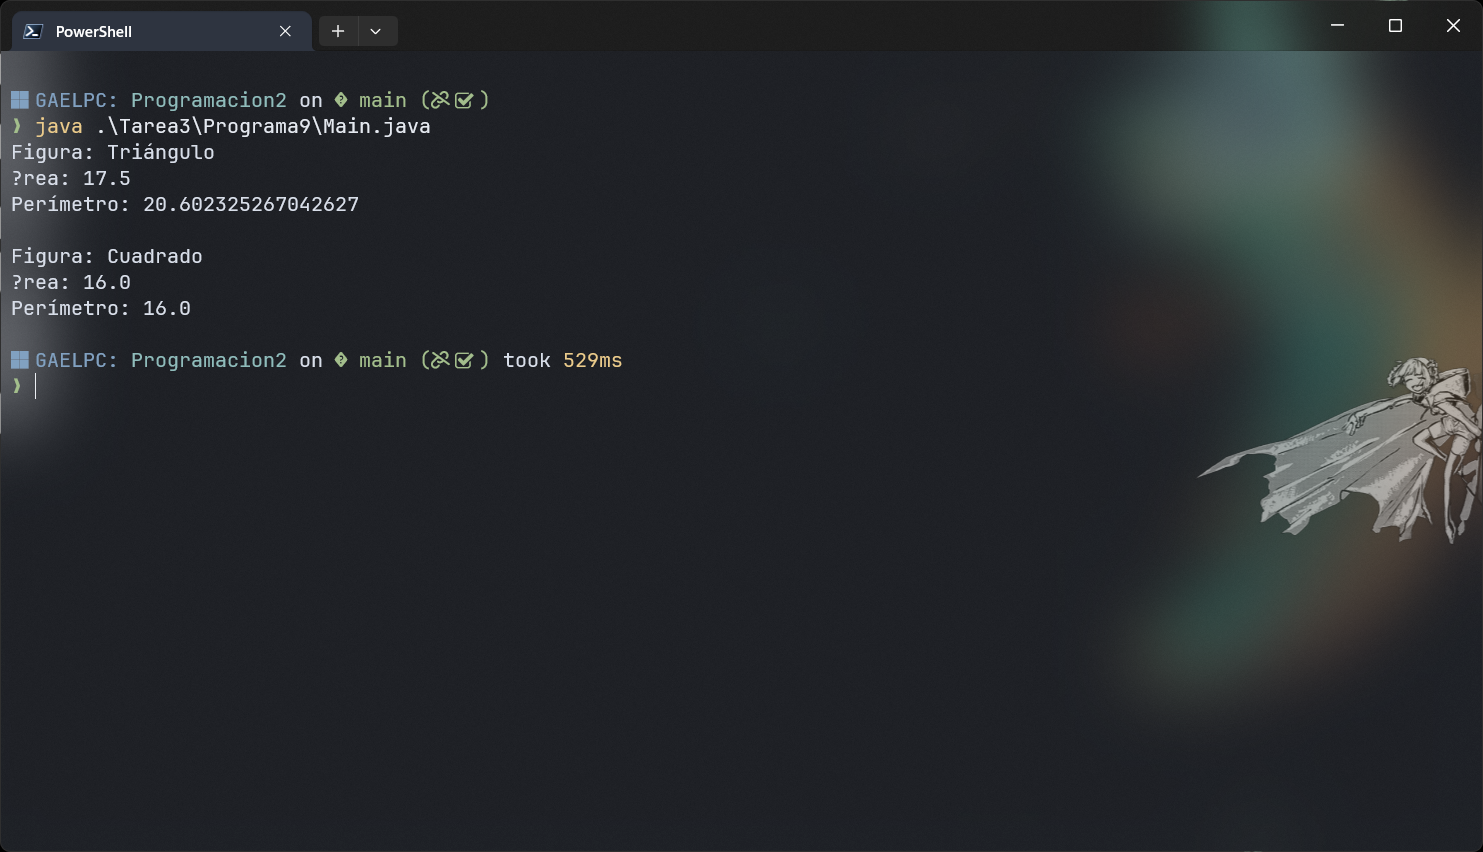 PowerShell
GAELPC: Programacion2 on main ( )
java .\Tarea3\Programa9\Main.java
Figura: Triángulo
?rea: 17.5
Perímetro: 20.602325267042627
Figura: Cuadrado
?rea: 16.0
Perímetro: 16.0
GAELPC: Programacion2 on main ( ) took 529ms